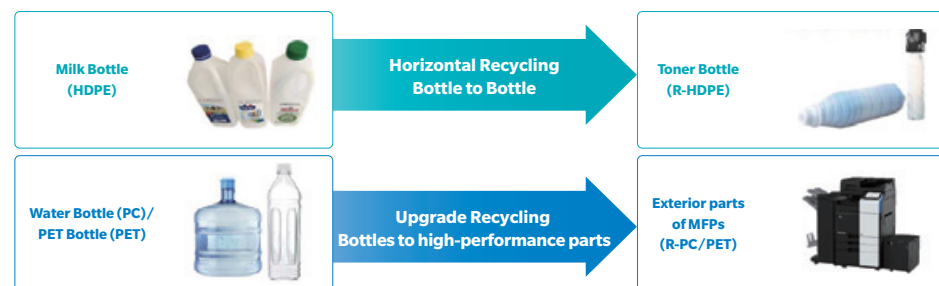 Milk Bottle
(HDPE)
Horizontal Recycling
Bottle to Bottle
Toner Bottle
(R-HDPE)
Water Bottle (PC)/
PET Bottle (PET)
Upgrade Recycling
Bottles to high-performance parts
Exterior parts
of MFPs
(R-PC/PET)